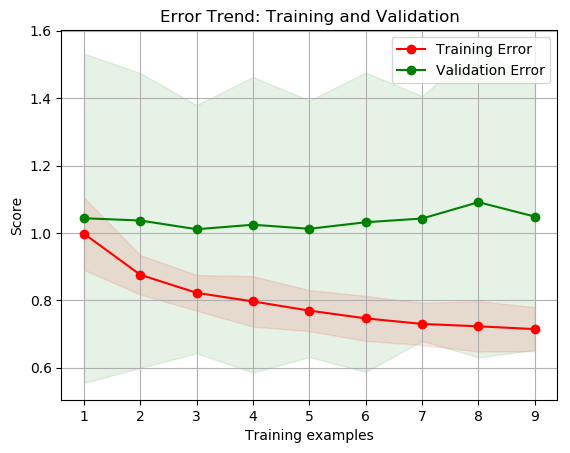 Error Trend: Training and Validation
Training Error
Validation Error
Score
1.6
1.4
1.2
1.0
0.8
0.6
1 2 3 4 5 6 7 8 9
Training examples